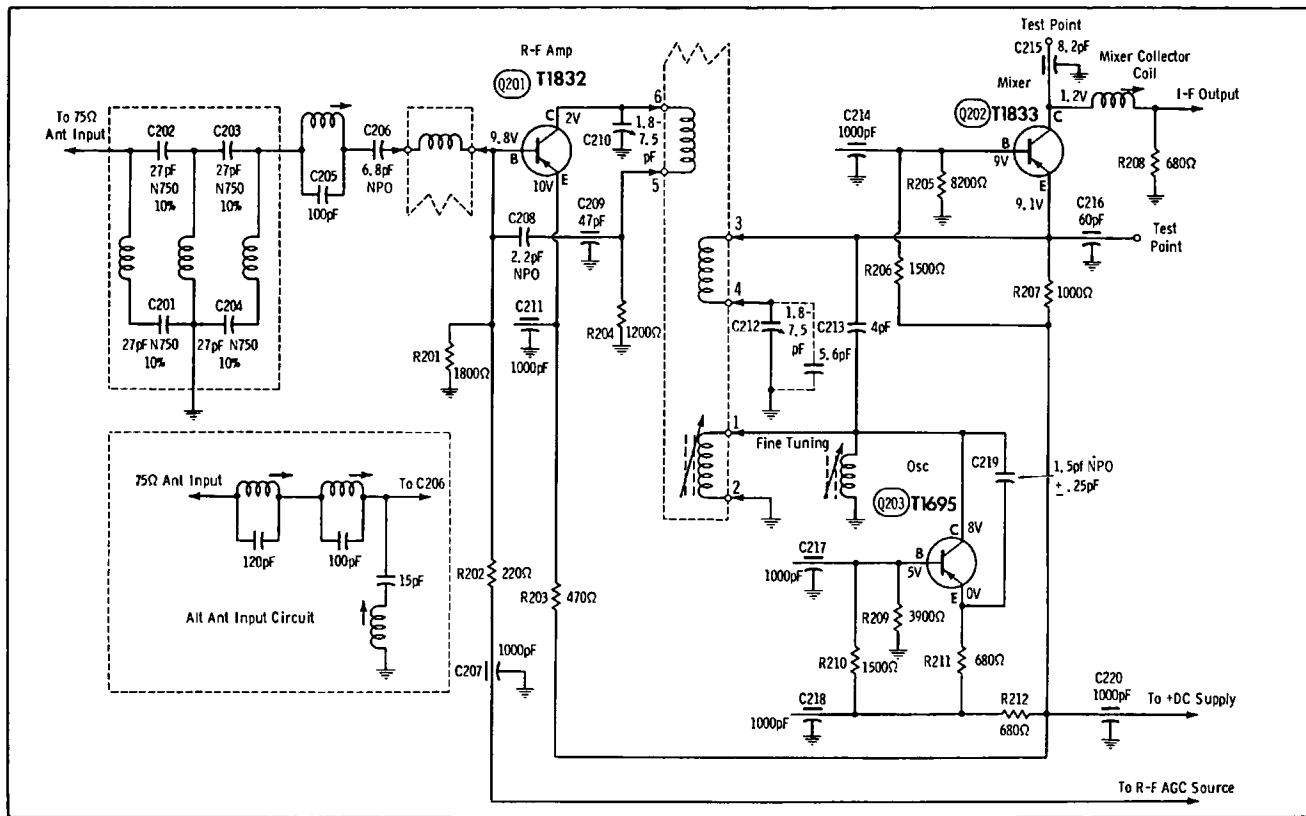 To 75Ω
Ant Input
C202
27pF
N750
10%
C203
27pF
N750
10%
C201
27pF N750
10%
C204
27pF N750
10%
C205
100pF
C206
6.8pF
NPO
R-F Amp
Q201 T1832
9.8V
B
C
2V
E
10V
C210
1.8-
7.5
pF
6
5
C208
2.2pF
NPO
C209
47pF
C211
1000pF
R204
1200Ω
R201
1800Ω
R202
220Ω
R203
470Ω
C207
1000pF
3
4
C212
1.8-
7.5
pF
5.6pF
C213
4pF
1
2
Fine Tuning
Osc
Q203 T1695
C
8V
B
5V
E
0V
C219
1.5pf NPO
± .25pF
C217
1000pF
R209
3900Ω
R210
1500Ω
R211
680Ω
C218
1000pF
R212
680Ω
C220
1000pF
To +DC Supply
To R-F AGC Source
Test Point
C215
8.2pF
Mixer
Mixer Collector
Coil
1.2V
I-F Output
Q202 T1833
C
B
9V
E
9.1V
C214
1000pF
R205
8200Ω
R208
680Ω
C216
60pF
Test
Point
R206
1500Ω
R207
1000Ω
75Ω Ant Input
To C206
120pF
100pF
15pF
Alt Ant Input Circuit